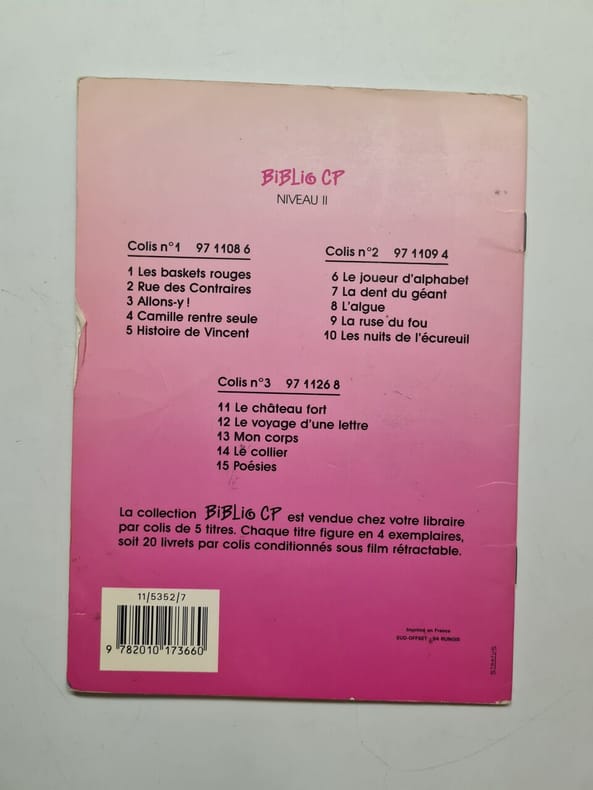 BiBLiO CP
NIVEAU II
Colis n°1 97 1108 6
1 Les baskets rouges
2 Rue des Contraires
3 Allons-y !
4 Camille rentre seule
5 Histoire de Vincent
Colis n°2 97 1109 4
6 Le joueur d'alphabet
7 La dent du géant
8 L'algue
9 La ruse du fou
10 Les nuits de l'écureuil
Colis n°3 97 1126 8
11 Le château fort
12 Le voyage d'une lettre
13 Mon corps
14 Le collier
15 Poésies
La collection BiBLiO CP est vendue chez votre libraire
par colis de 5 titres. Chaque titre figure en 4 exemplaires,
soit 20 livrets par colis conditionnés sous film rétractable.
11/5352/7
9 782010 173660
Imprimé en France
SUD-OFFSET 94 RUNGIS